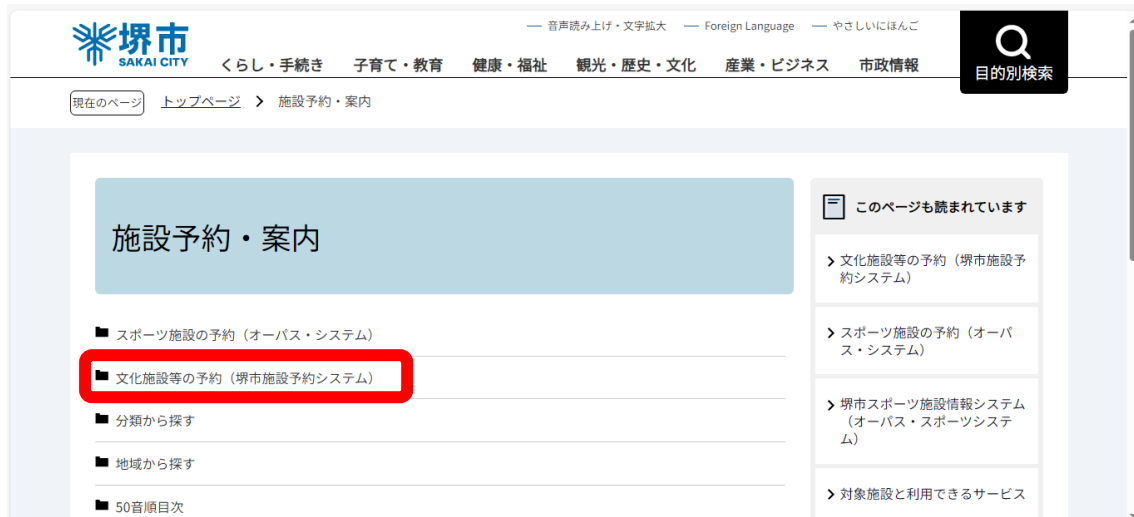 音声読み上げ・文字拡大 Foreign Language やさしいにほんご
堺市
SAKAI CITY
くらし・手続き 子育て・教育 健康・福祉 観光・歴史・文化 産業・ビジネス 市政情報
目的別検索
現在のページ トップページ 施設予約・案内
施設予約・案内
スポーツ施設の予約（オーパス・システム）
文化施設等の予約（堺市施設予約システム）
分類から探す
地域から探す
50音順目次
このページも読まれています
文化施設等の予約（堺市施設予
約システム）
スポーツ施設の予約（オーパ
ス・システム）
堺市スポーツ施設情報システム
（オーパス・スポーツシステ
ム）
対象施設と利用できるサービス